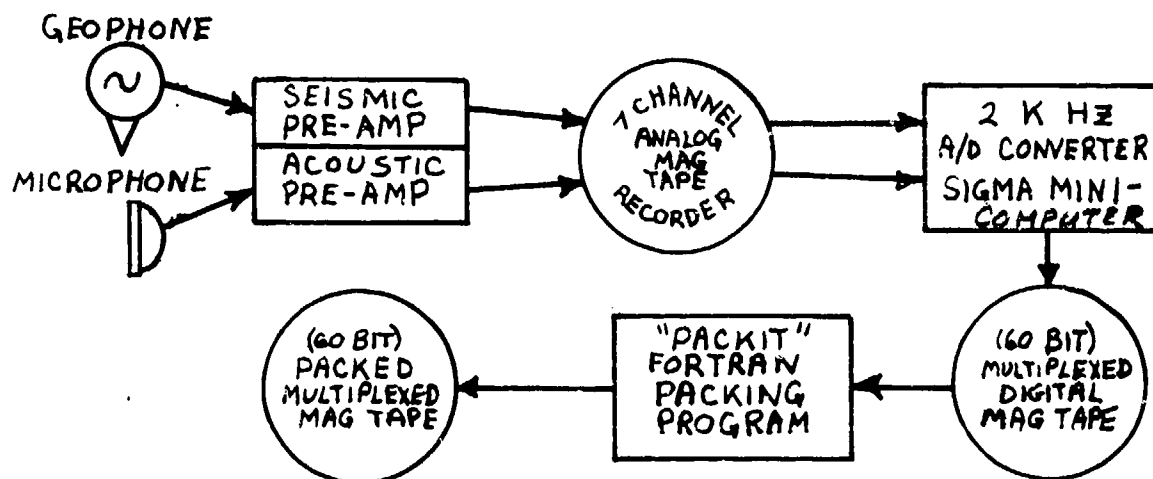 GEOPHONE
SEISMIC
PRE-AMP
MICROPHONE
ACOUSTIC
PRE-AMP
7 CHANNEL
ANALOG
MAG
TAPE
RECORDER
2 K HZ
A/D CONVERTER
SIGMA MINI-
COMPUTER
(60 BIT)
MULTIPLEXED
DIGITAL
MAG TAPE
"PACKIT"
FORTRAN
PACKING
PROGRAM
(60 BIT)
PACKED
MULTIPLEXED
MAG TAPE